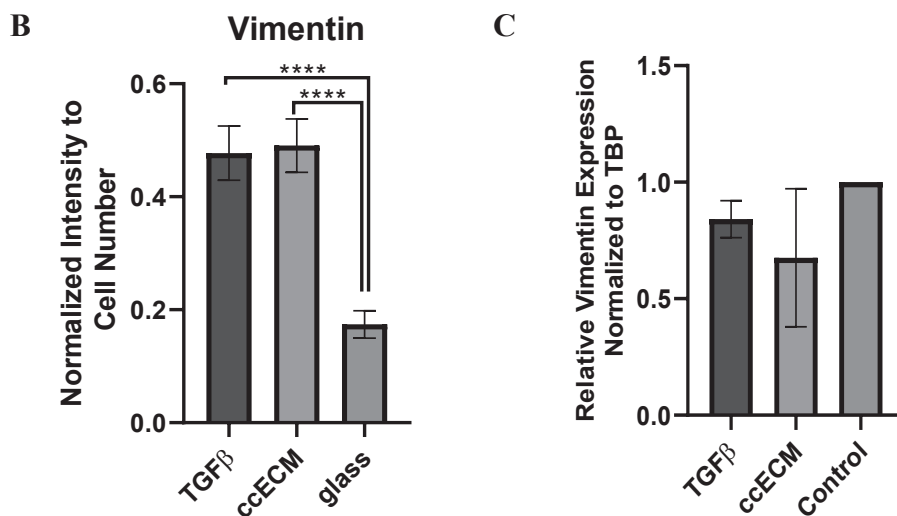 B
Vimentin
****
****
Normalized Intensity to
Cell Number
0.6
0.4
0.2
0.0
TGFβ
ccECM
glass
C
Relative Vimentin Expression
Normalized to TBP
1.5
1.0
0.5
0.0
TGFβ
ccECM
Control